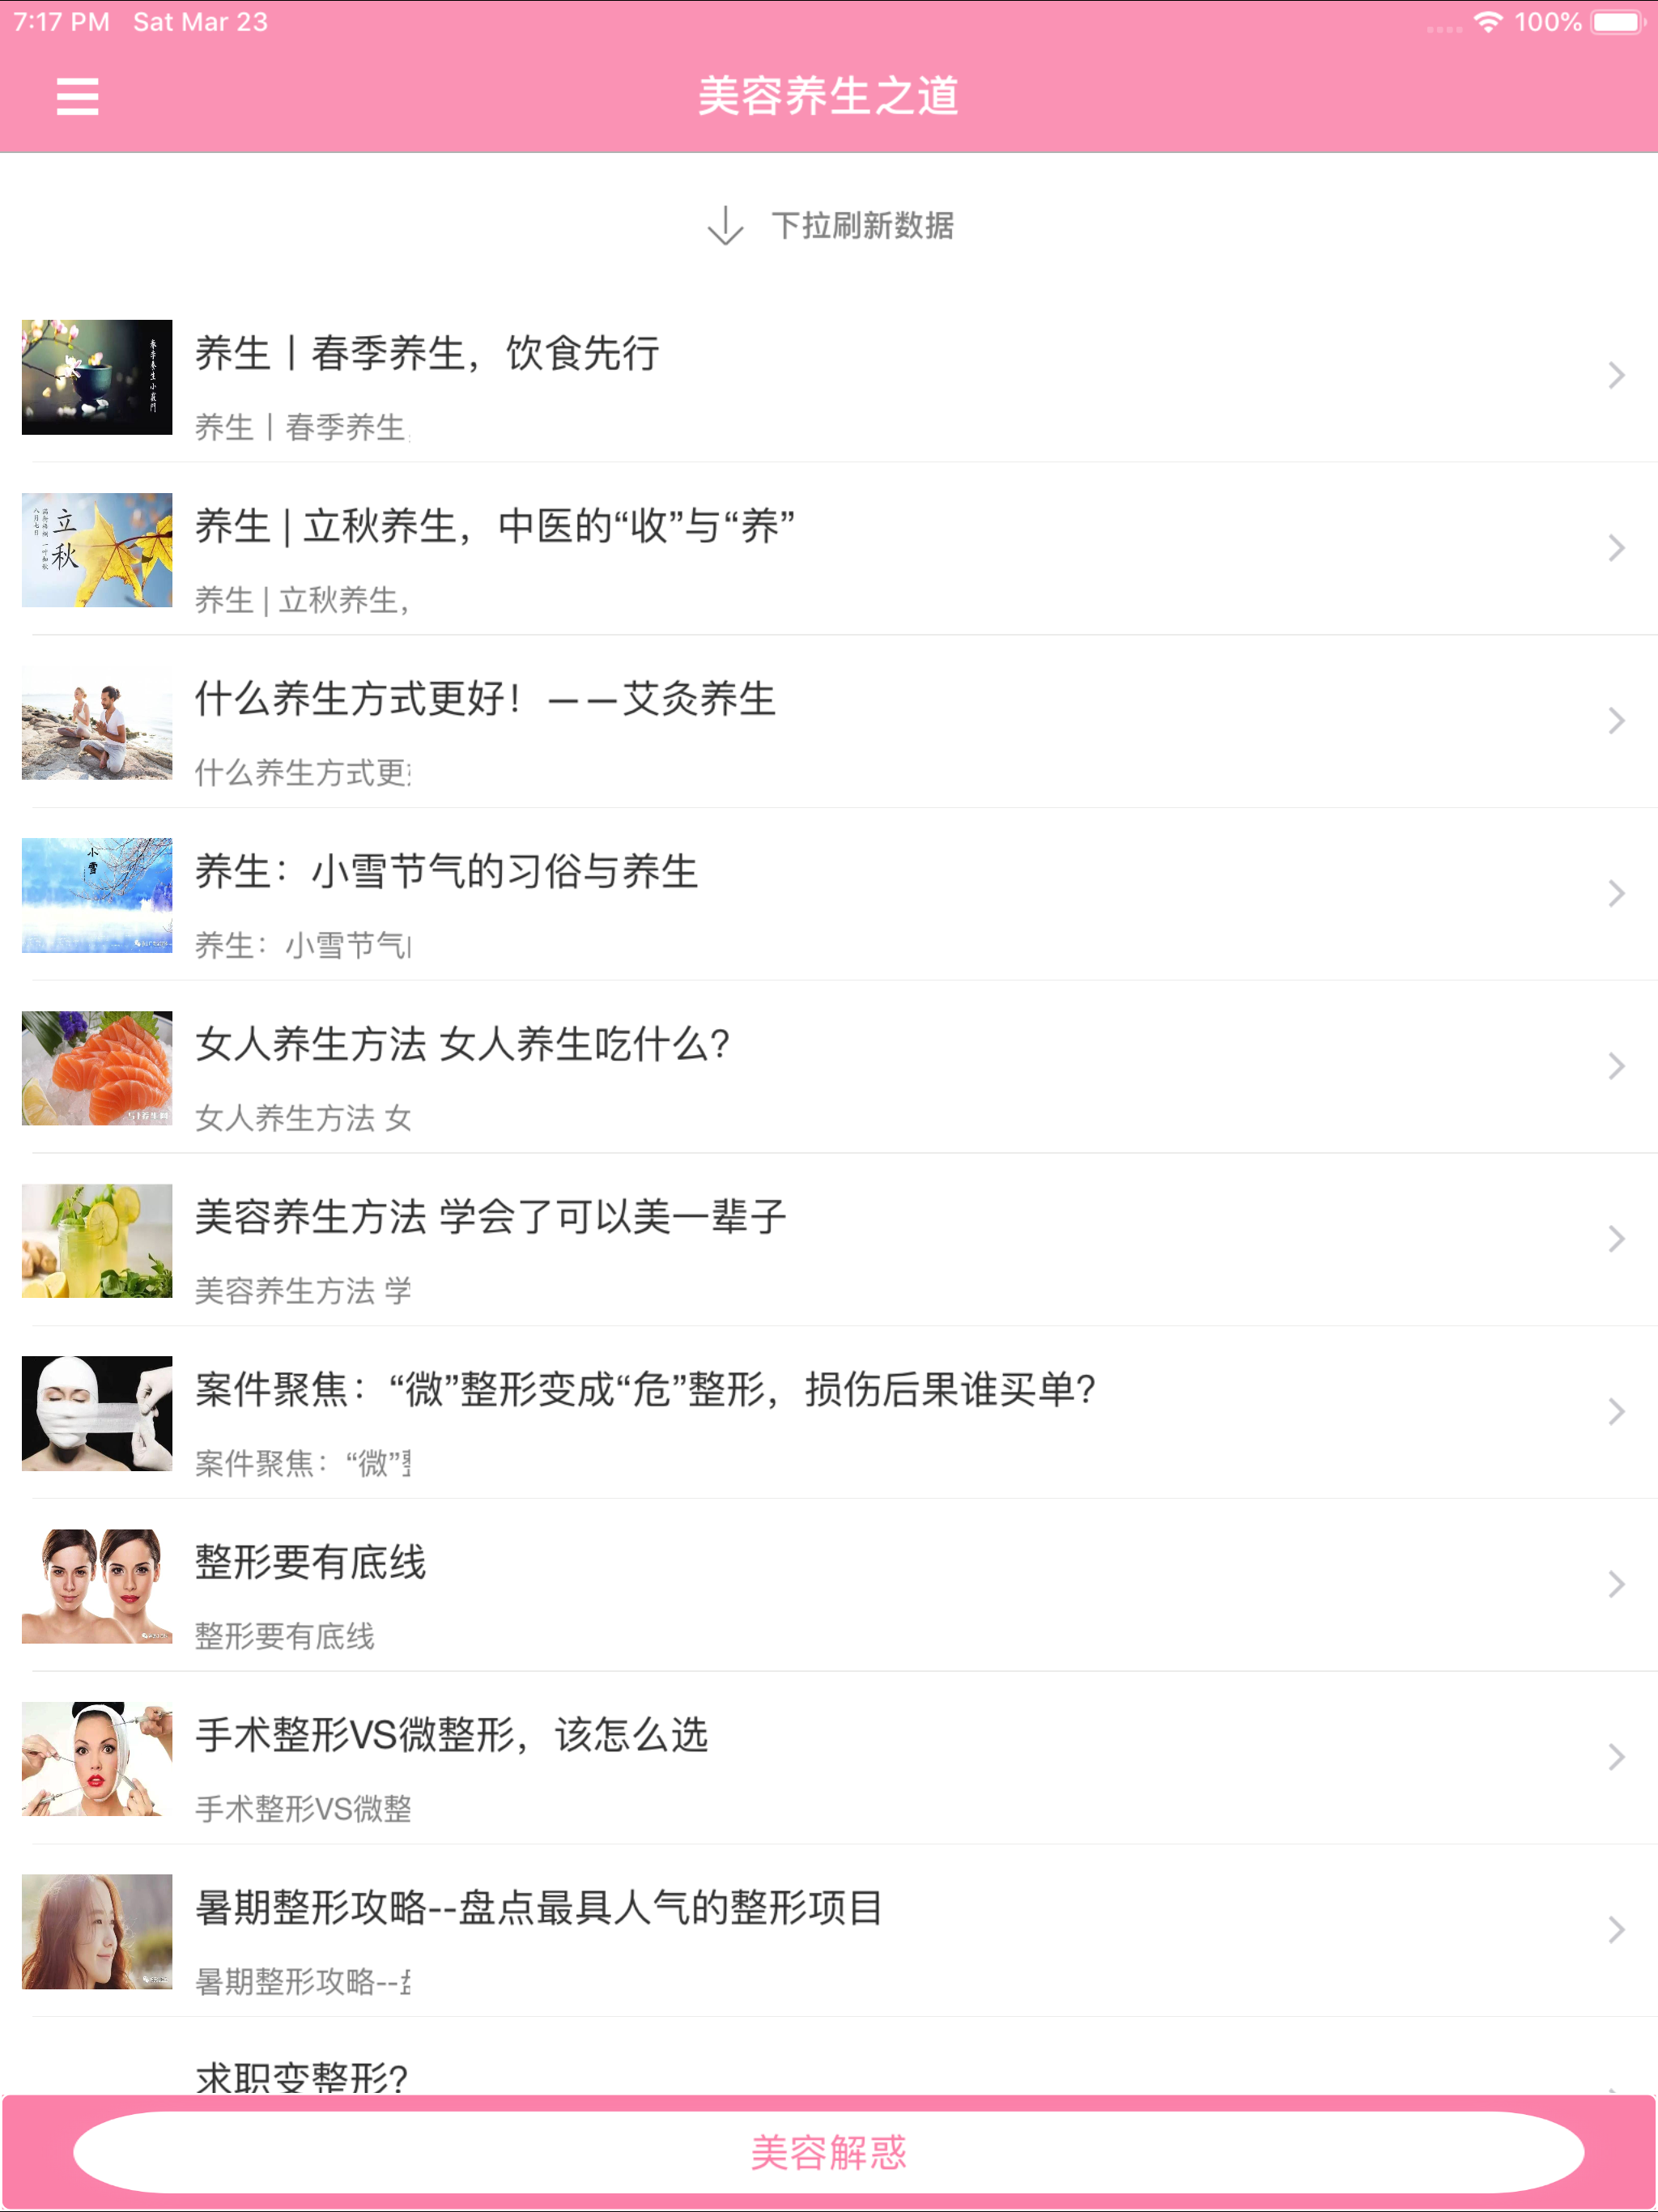 7:17 PM Sat Mar 23
100%
美容养生之道
下拉刷新数据
养生丨春季养生，饮食先行
春季养生小窍门
养生丨春季养生
养生 | 立秋养生，中医的“收”与“养”
立秋
养生 | 立秋养生，
什么养生方式更好！——艾灸养生
什么养生方式更
养生：小雪节气的习俗与养生
小雪
养生：小雪节气
女人养生方法 女人养生吃什么?
女人养生方法 女
美容养生方法 学会了可以美一辈子
美容养生方法 学
案件聚焦：“微”整形变成“危”整形，损伤后果谁买单?
案件聚焦：“微”
整形要有底线
整形要有底线
手术整形VS微整形，该怎么选
手术整形VS微整
暑期整形攻略--盘点最具人气的整形项目
暑期整形攻略--
求职变整形?
美容解惑